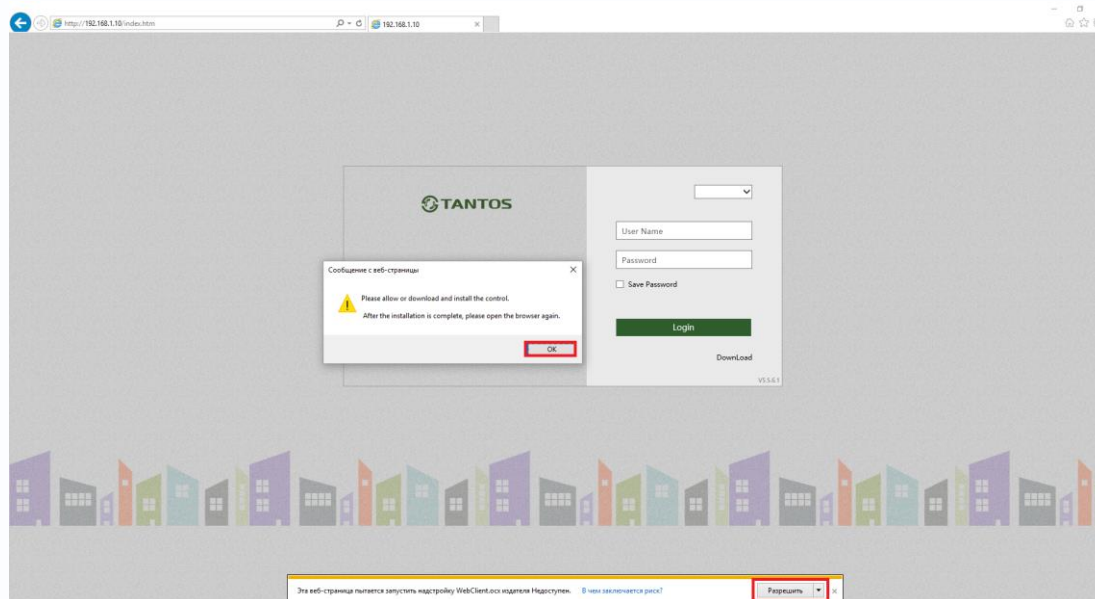 http://192.168.1.10/index.htm
192.168.1.10
TANTOS
User Name
Password
Save Password
Login
DownLoad
V5.5.6.1
Сообщение с веб-страницы
Please allow or download and install the control.
After the installation is complete, please open the browser again.
OK
Эта веб-страница пытается запустить надстройку WebClient.ocx издателя Недоступен. В чем заключается риск? Разрешить